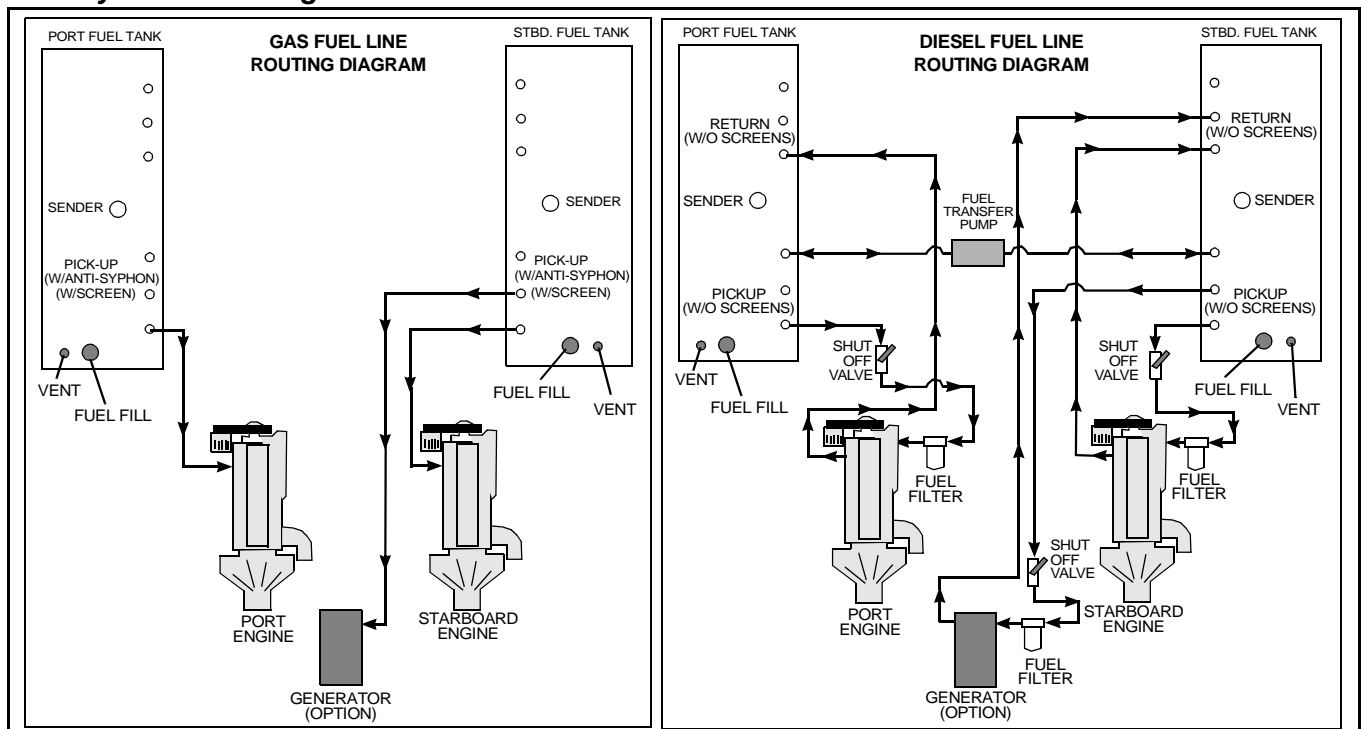 PORT FUEL TANK
GAS FUEL LINE
ROUTING DIAGRAM
STBD. FUEL TANK
SENDER
SENDER
PICK-UP
(W/ANTI-SYPHON)
(W/SCREEN)
PICK-UP
(W/ANTI-SYPHON)
(W/SCREEN)
VENT
FUEL FILL
FUEL FILL
VENT
PORT
ENGINE
STARBOARD
ENGINE
GENERATOR
(OPTION)
PORT FUEL TANK
DIESEL FUEL LINE
ROUTING DIAGRAM
STBD. FUEL TANK
RETURN
(W/O SCREENS)
RETURN
(W/O SCREENS)
SENDER
FUEL
TRANSFER
PUMP
SENDER
PICKUP
(W/O SCREENS)
PICKUP
(W/O SCREENS)
SHUT
OFF
VALVE
SHUT
OFF
VALVE
VENT
FUEL FILL
FUEL FILL
VENT
FUEL
FILTER
FUEL
FILTER
SHUT
OFF
VALVE
PORT
ENGINE
STARBOARD
ENGINE
FUEL
FILTER
GENERATOR
(OPTION)